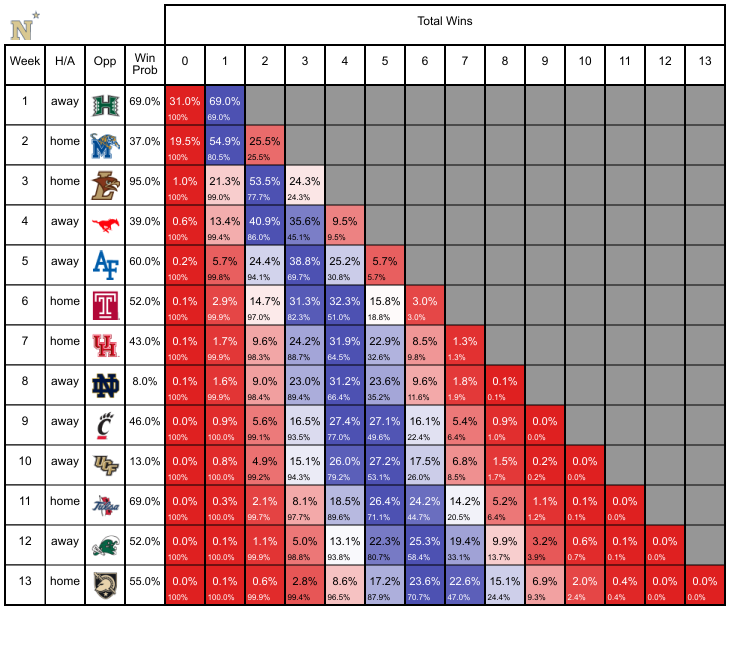 N
Total Wins
Week H/A Opp Win Prob 0 1 2 3 4 5 6 7 8 9 10 11 12 13
1 away H 69.0% 31.0% 69.0%
100% 69.0%
2 home M 37.0% 19.5% 54.9% 25.5%
100% 80.5% 25.5%
3 home L 95.0% 1.0% 21.3% 53.5% 24.3%
100% 99.0% 77.7% 24.3%
4 away 39.0% 0.6% 13.4% 40.9% 35.6% 9.5%
100% 99.4% 86.0% 45.1% 9.5%
5 away AF 60.0% 0.2% 5.7% 24.4% 38.8% 25.2% 5.7%
100% 99.8% 94.1% 69.7% 30.8% 5.7%
6 home T 52.0% 0.1% 2.9% 14.7% 31.3% 32.3% 15.8% 3.0%
100% 99.9% 97.0% 82.3% 51.0% 18.8% 3.0%
7 home UH 43.0% 0.1% 1.7% 9.6% 24.2% 31.9% 22.9% 8.5% 1.3%
100% 99.9% 98.3% 88.7% 64.5% 32.6% 9.8% 1.3%
8 away ND 8.0% 0.1% 1.6% 9.0% 23.0% 31.2% 23.6% 9.6% 1.8% 0.1%
100% 99.9% 98.4% 89.4% 66.4% 35.2% 11.6% 1.9% 0.1%
9 away C 46.0% 0.0% 0.9% 5.6% 16.5% 27.4% 27.1% 16.1% 5.4% 0.9% 0.0%
100% 100.0% 99.1% 93.5% 77.0% 49.6% 22.4% 6.4% 1.0% 0.0%
10 away UCF 13.0% 0.0% 0.8% 4.9% 15.1% 26.0% 27.2% 17.5% 6.8% 1.5% 0.2% 0.0%
100% 100.0% 99.2% 94.3% 79.2% 53.1% 26.0% 8.5% 1.7% 0.2% 0.0%
11 home Tulsa 69.0% 0.0% 0.3% 2.1% 8.1% 18.5% 26.4% 24.2% 14.2% 5.2% 1.1% 0.1% 0.0%
100% 100.0% 99.7% 97.7% 89.6% 71.1% 44.7% 20.5% 6.4% 1.2% 0.1% 0.0%
12 away 52.0% 0.0% 0.1% 1.1% 5.0% 13.1% 22.3% 25.3% 19.4% 9.9% 3.2% 0.6% 0.1% 0.0%
100% 100.0% 99.9% 98.8% 93.8% 80.7% 58.4% 33.1% 13.7% 3.9% 0.7% 0.1% 0.0%
13 home 55.0% 0.0% 0.1% 0.6% 2.8% 8.6% 17.2% 23.6% 22.6% 15.1% 6.9% 2.0% 0.4% 0.0% 0.0%
100% 100.0% 99.9% 99.4% 96.5% 87.9% 70.7% 47.0% 24.4% 9.3% 2.4% 0.4% 0.0% 0.0%